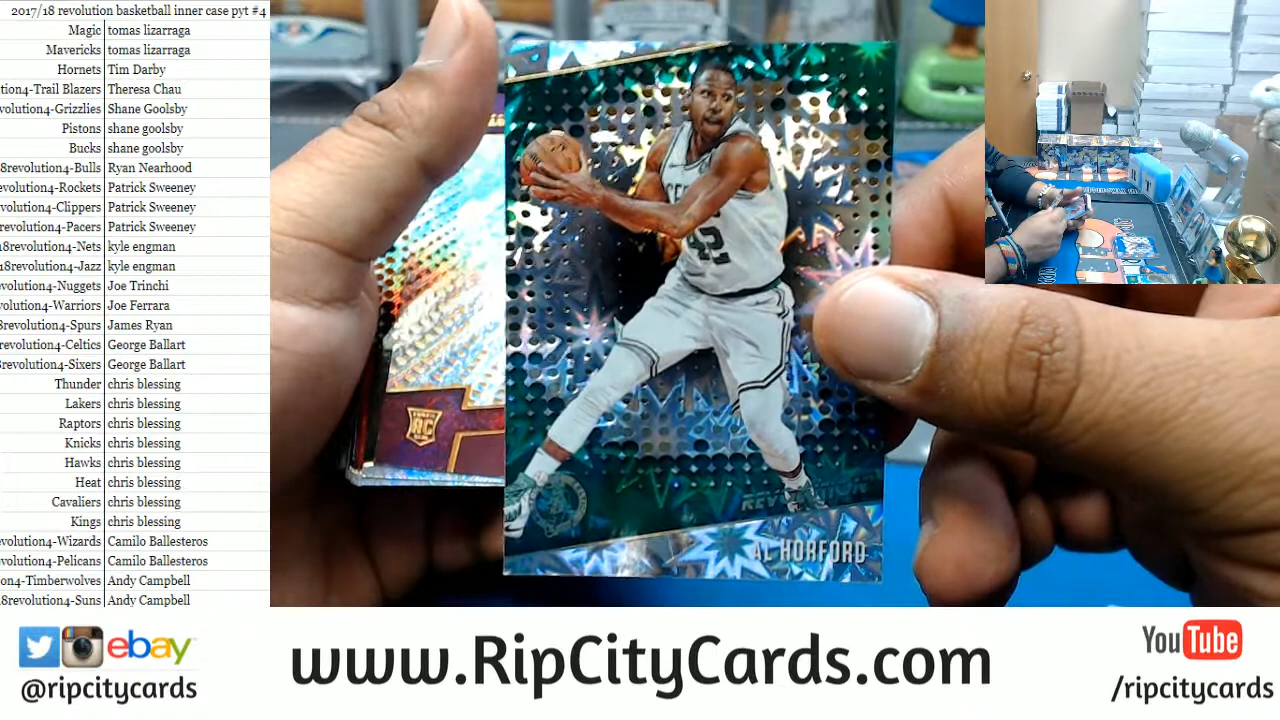 2017/18 revolution basketball inner case pyt #4
Magic tomas lizarraga
Mavericks tomas lizarraga
Hornets Tim Darby
tion4-Trail Blazers Theresa Chau
volution4-Grizzlies Shane Goolsby
Pistons shane goolsby
Bucks shane goolsby
8revolution4-Bulls Ryan Nearhood
evolution4-Rockets Patrick Sweeney
volution4-Clippers Patrick Sweeney
revolution4-Pacers Patrick Sweeney
18revolution4-Nets kyle engman
18revolution4-Jazz kyle engman
volution4-Nuggets Joe Trinchi
volution4-Warriors Joe Ferrara
8revolution4-Spurs James Ryan
revolution4-Celtics George Ballart
revolution4-Sixers George Ballart
Thunder chris blessing
Lakers chris blessing
Raptors chris blessing
Knicks chris blessing
Hawks chris blessing
Heat chris blessing
Cavaliers chris blessing
Kings chris blessing
volution4-Wizards Camilo Ballesteros
volution4-Pelicans Camilo Ballesteros
on4-Timberwolves Andy Campbell
8revolution4-Suns Andy Campbell
42
RC
AL HORFORD
ebay
@ripcitycards
www.RipCityCards.com
YouTube
/ripcitycards